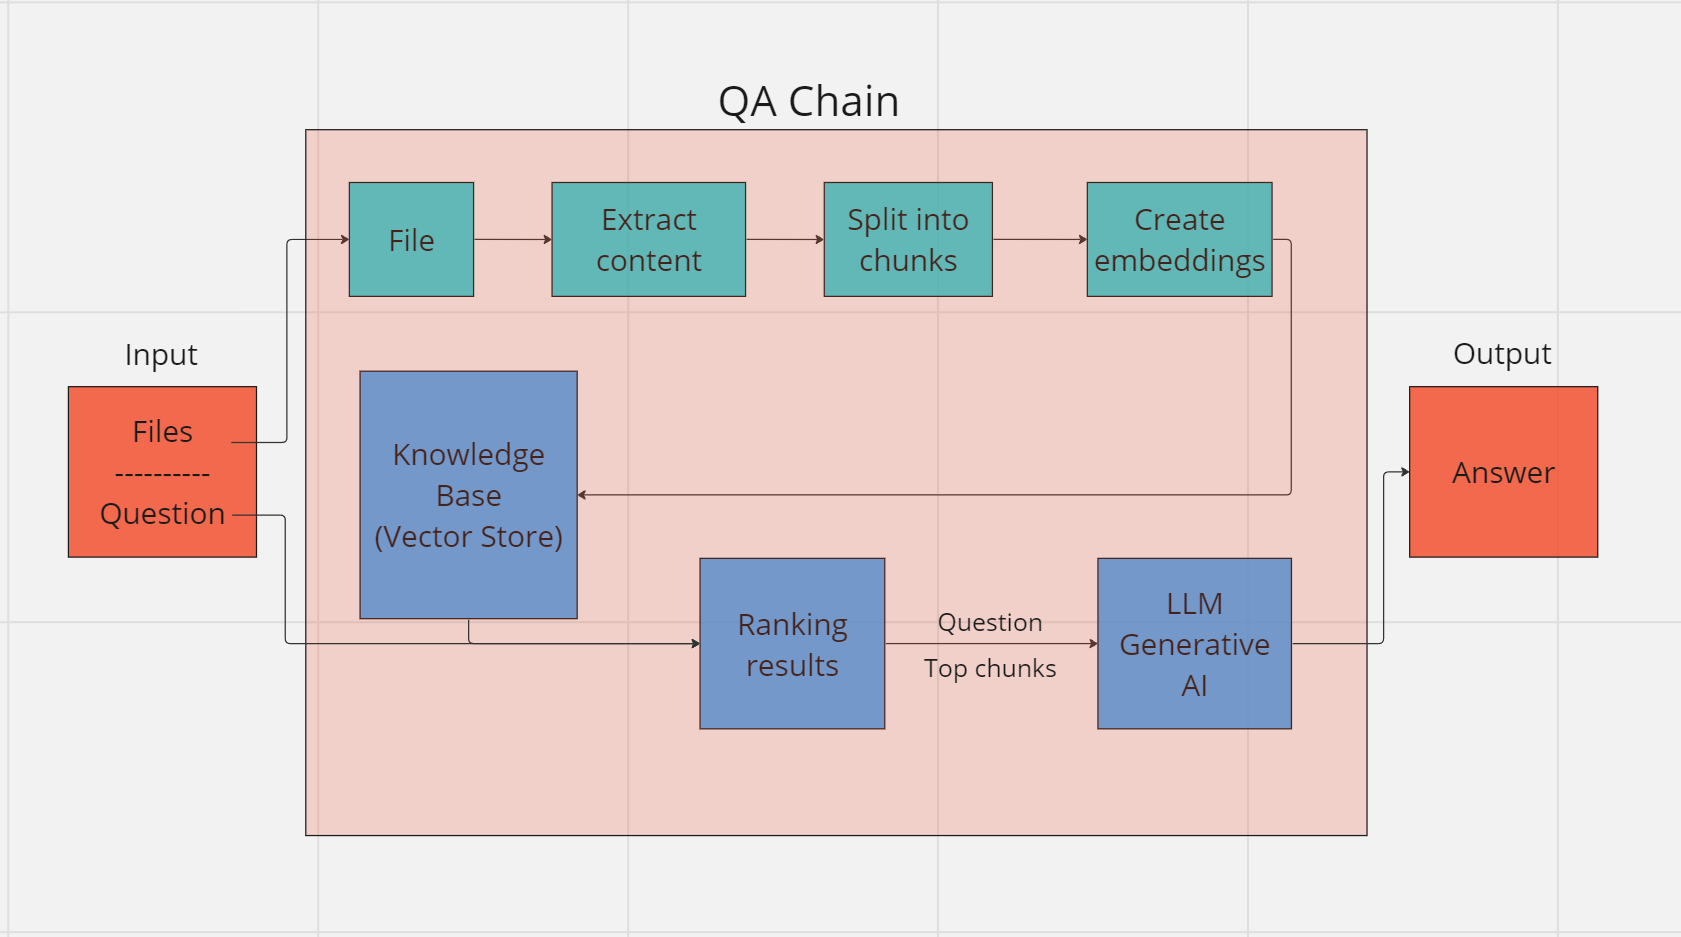 QA Chain
File
Extract
content
Split into
chunks
Create
embeddings
Input
Files
----------
Question
Knowledge
Base
(Vector Store)
Ranking
results
Question
Top chunks
LLM
Generative
AI
Output
Answer